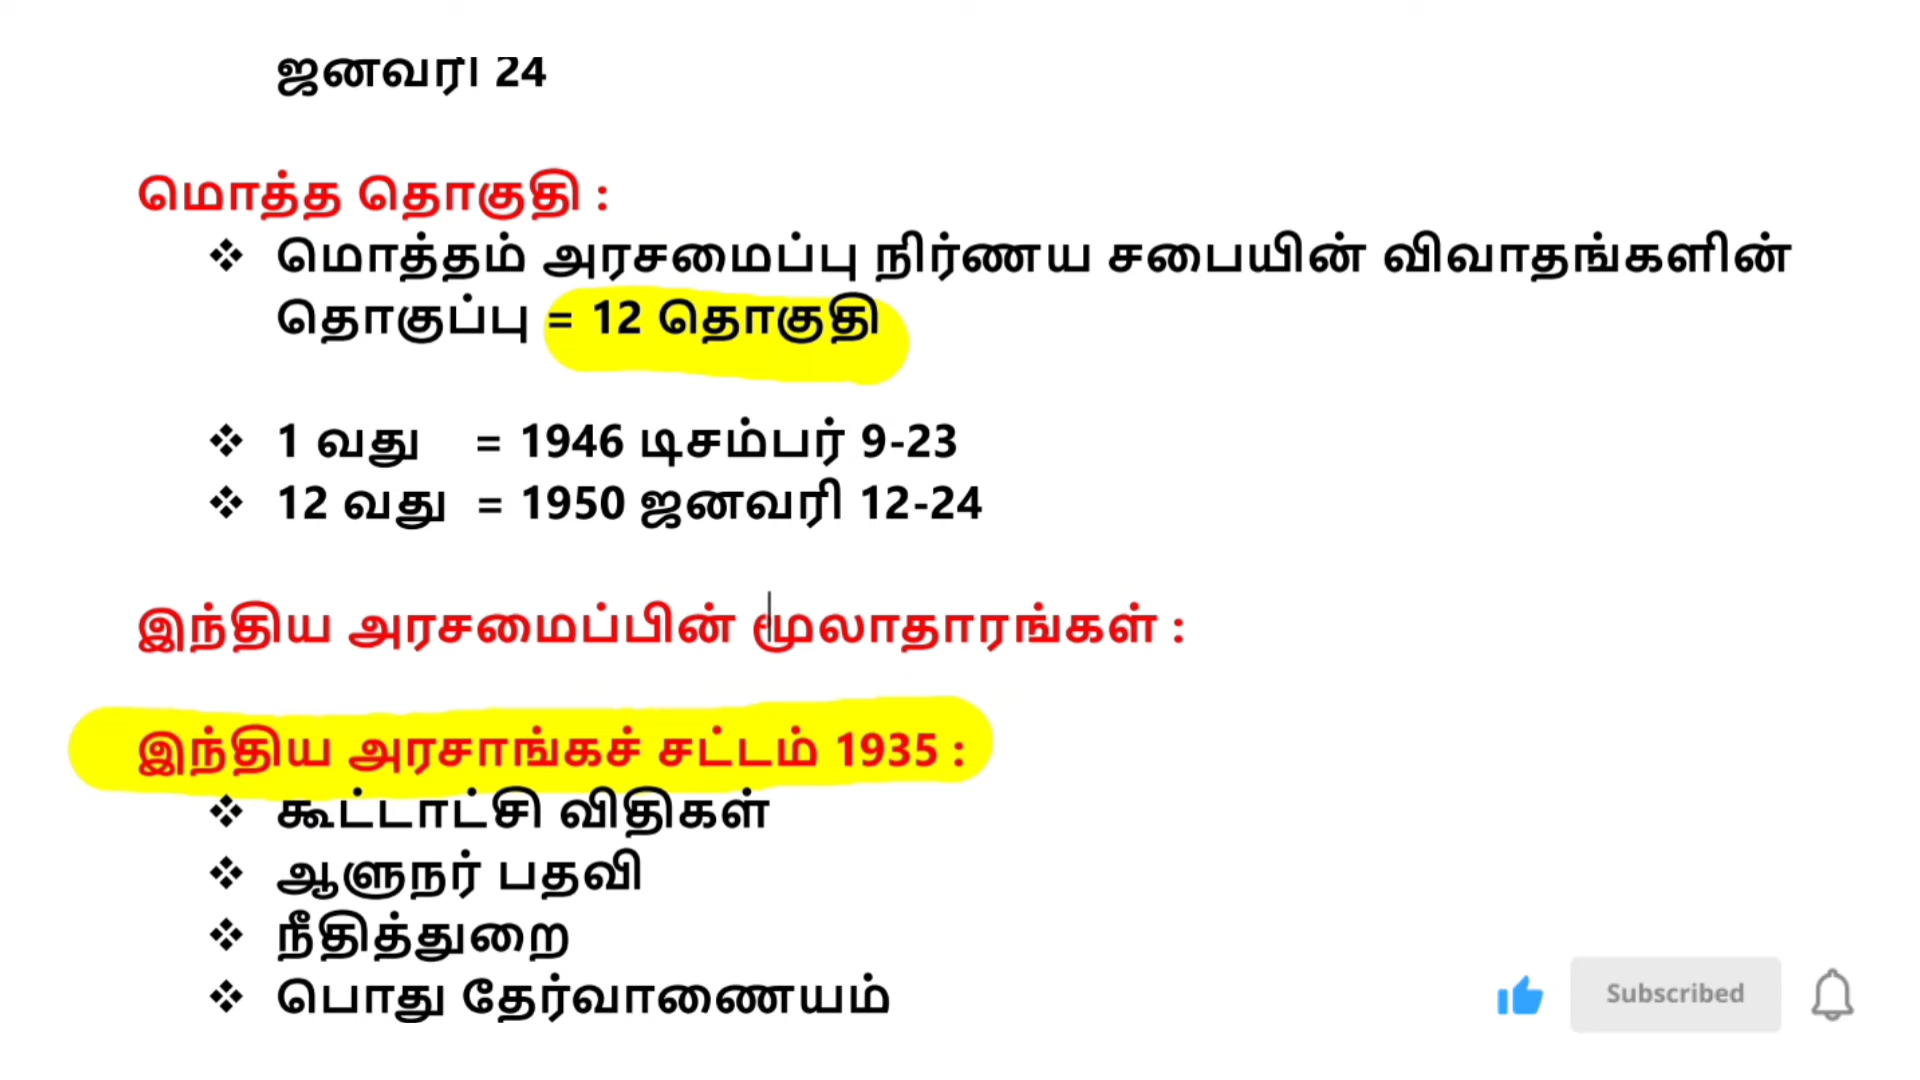 ஜனவரி 24
மொத்த தொகுதி :
❖ மொத்தம் அரசமைப்பு நிர்ணய சபையின் விவாதங்களின்
தொகுப்பு = 12 தொகுதி
❖ 1 வது = 1946 டிசம்பர் 9-23
❖ 12 வது = 1950 ஜனவரி 12-24
இந்திய அரசமைப்பின் மூலாதாரங்கள் :
இந்திய அரசாங்கச் சட்டம் 1935 :
❖ கூட்டாட்சி விதிகள்
❖ ஆளுநர் பதவி
❖ நீதித்துறை
❖ பொது தேர்வாணையம்
Subscribed